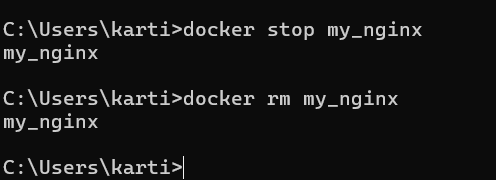 C:\Users\karti>docker stop my_nginx
my_nginx
C:\Users\karti>docker rm my_nginx
my_nginx
C:\Users\karti>